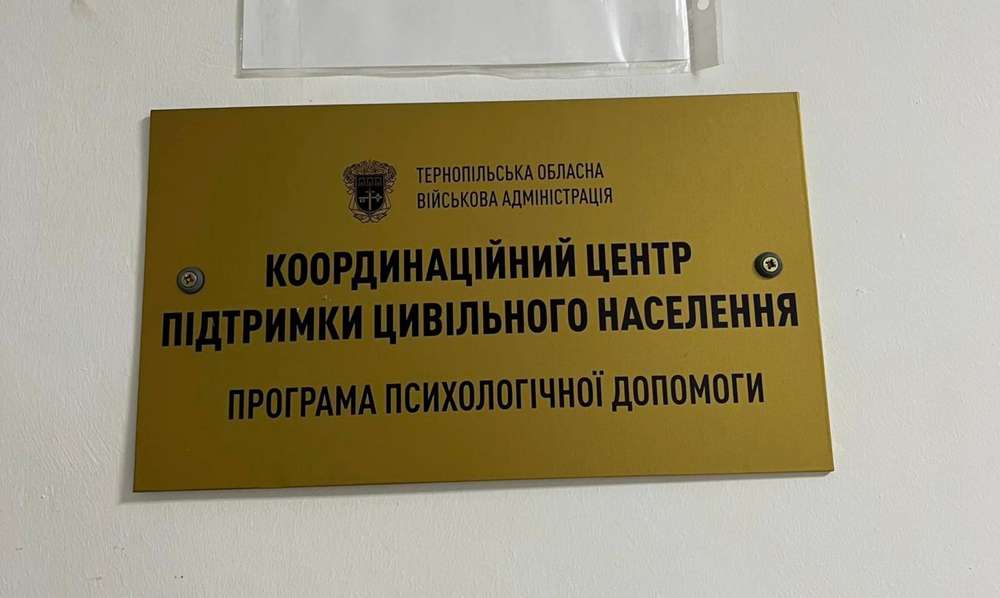 ТЕРНОПІЛЬСЬКА ОБЛАСНА
ВІЙСЬКОВА АДМІНІСТРАЦІЯ
КООРДИНАЦІЙНИЙ ЦЕНТР
ПІДТРИМКИ ЦИВІЛЬНОГО НАСЕЛЕННЯ
ПРОГРАМА ПСИХОЛОГІЧНОЇ ДОПОМОГИ